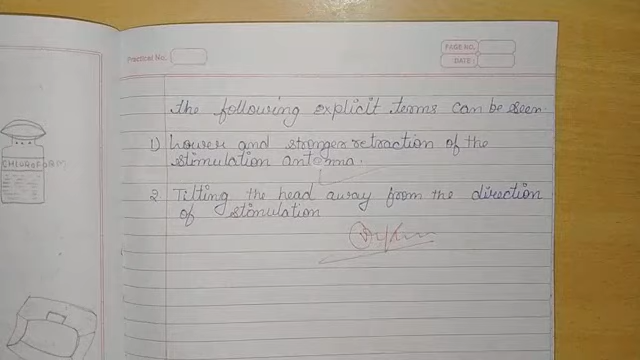 CHLOROFORM
Practical No.
PAGE NO.
DATE:
the following explicit terms can be seen.
1) Lower and stronger retraction of the
stimulation antenna.
2. Tilting the head away from the direction
of stimulation